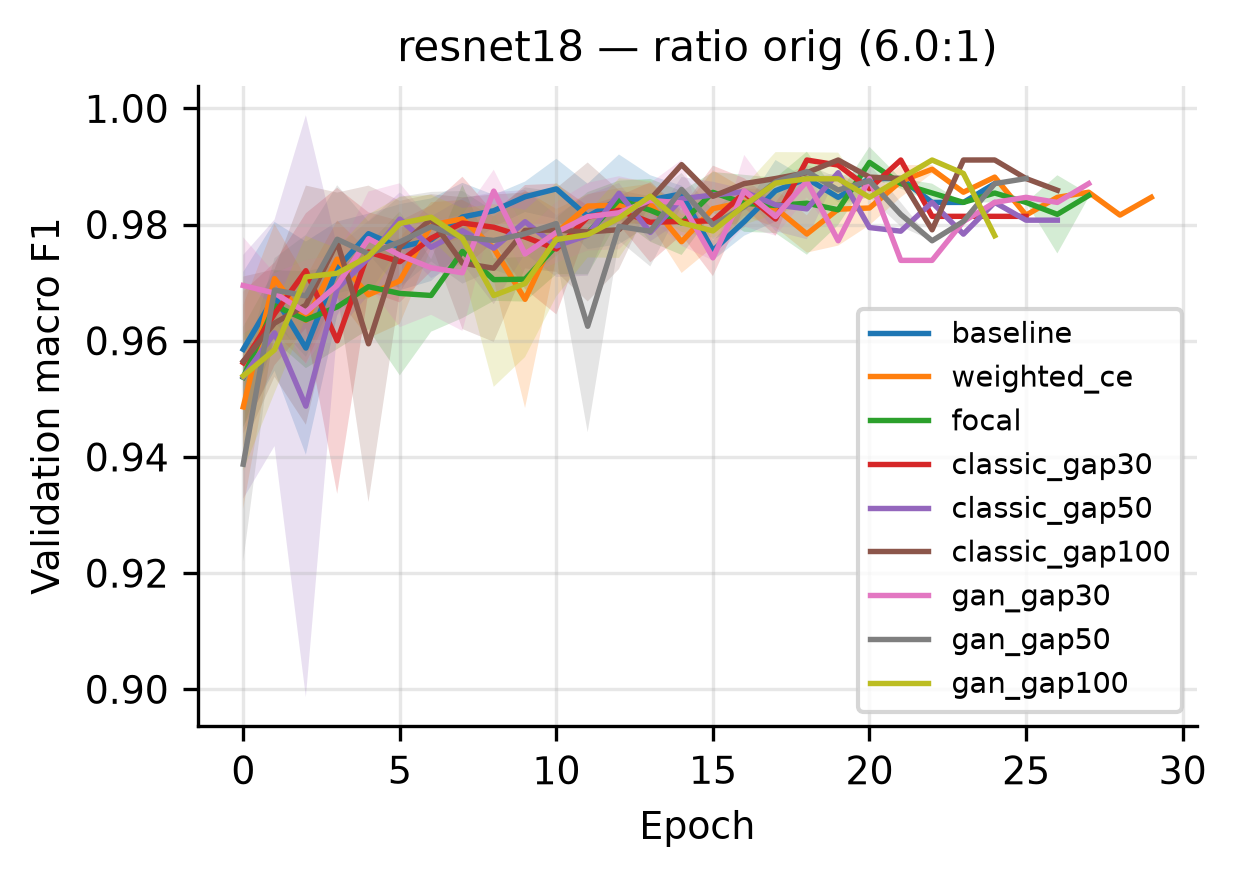 resnet18 — ratio orig (6.0:1)
Validation macro F1
1.00
0.98
0.96
0.94
0.92
0.90
0 5 10 15 20 25 30
Epoch
baseline
weighted_ce
focal
classic_gap30
classic_gap50
classic_gap100
gan_gap30
gan_gap50
gan_gap100